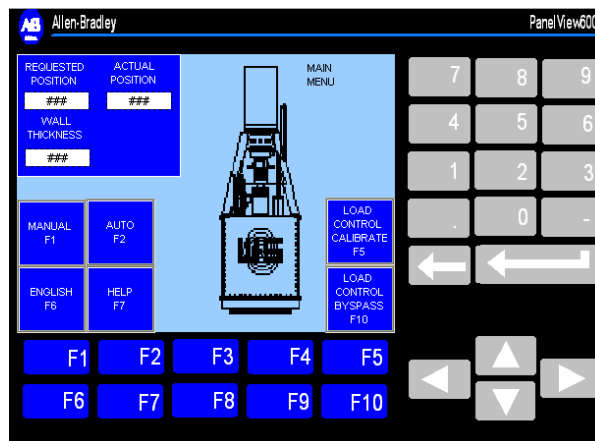 AB
Allen-Bradley
PanelView600
REQUESTED
POSITION
###
ACTUAL
POSITION
###
WALL
THICKNESS
###
MAIN
MENU
MANUAL
F1
AUTO
F2
ENGLISH
F6
HELP
F7
LOAD
CONTROL
CALIBRATE
F5
LOAD
CONTROL
BYSPASS
F10
7 8 9
4 5 6
1 2 3
. 0 -
F1 F2 F3 F4 F5
F6 F7 F8 F9 F10